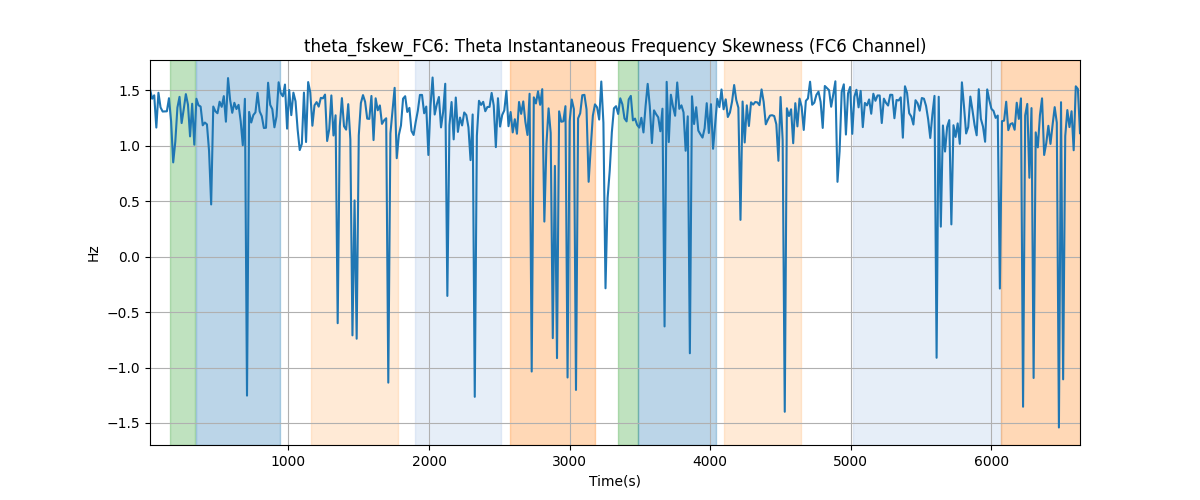 theta_fskew_FC6: Theta Instantaneous Frequency Skewness (FC6 Channel)
1.5
1.0
0.5
0.0
−0.5
−1.0
−1.5
Hz
1000 2000 3000 4000 5000 6000
Time(s)